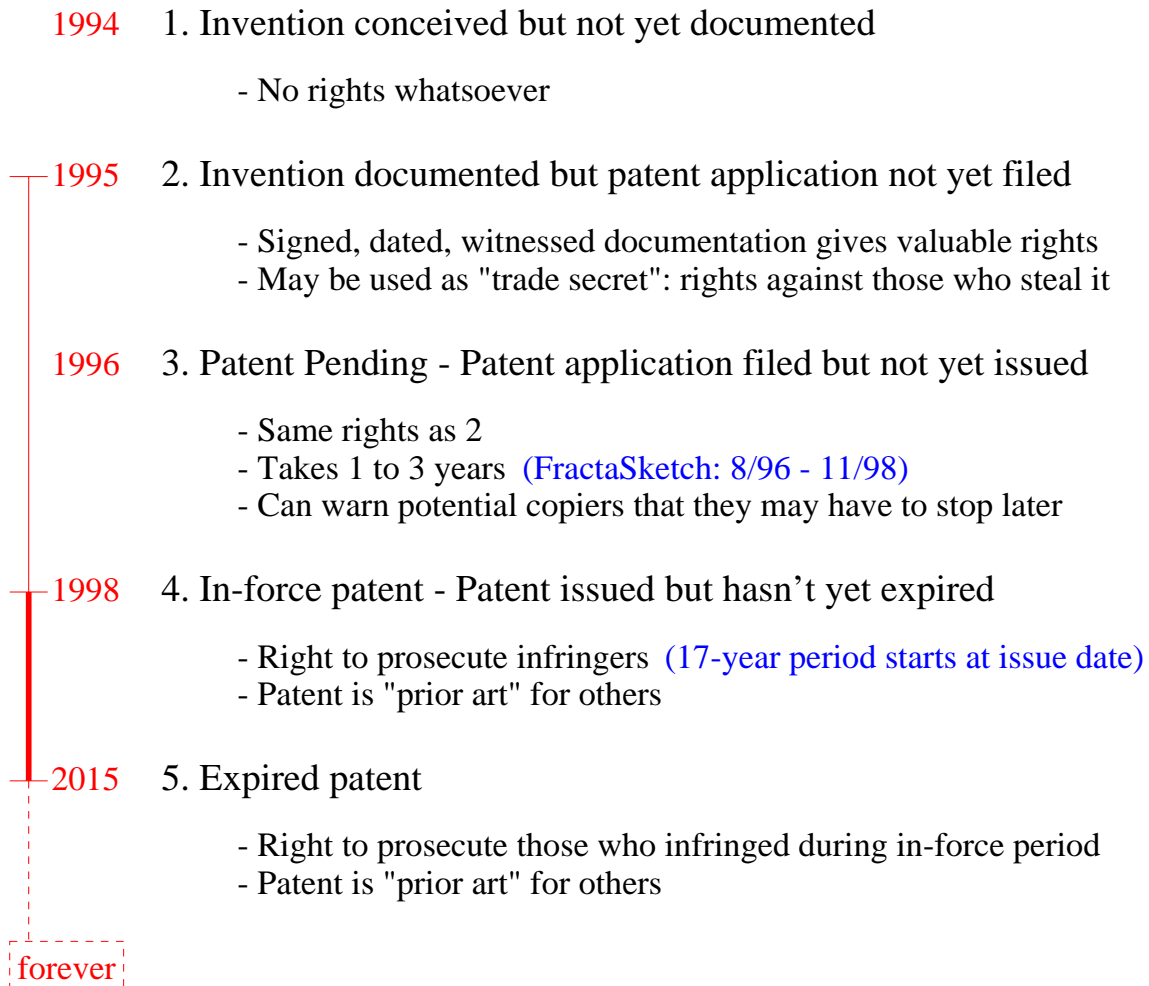 1994 1. Invention conceived but not yet documented
- No rights whatsoever
1995 2. Invention documented but patent application not yet filed
- Signed, dated, witnessed documentation gives valuable rights
- May be used as "trade secret": rights against those who steal it
1996 3. Patent Pending - Patent application filed but not yet issued
- Same rights as 2
- Takes 1 to 3 years (FractaSketch: 8/96 - 11/98)
- Can warn potential copiers that they may have to stop later
1998 4. In-force patent - Patent issued but hasn’t yet expired
- Right to prosecute infringers (17-year period starts at issue date)
- Patent is "prior art" for others
2015 5. Expired patent
- Right to prosecute those who infringed during in-force period
- Patent is "prior art" for others
forever